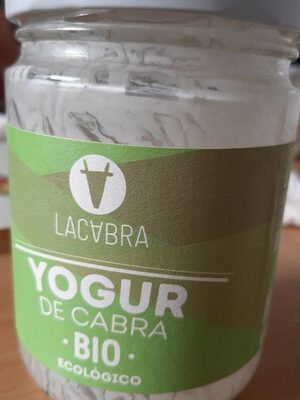 LACABRA
YOGUR
DE CABRA
· BIO ·
ECOLÓGICO